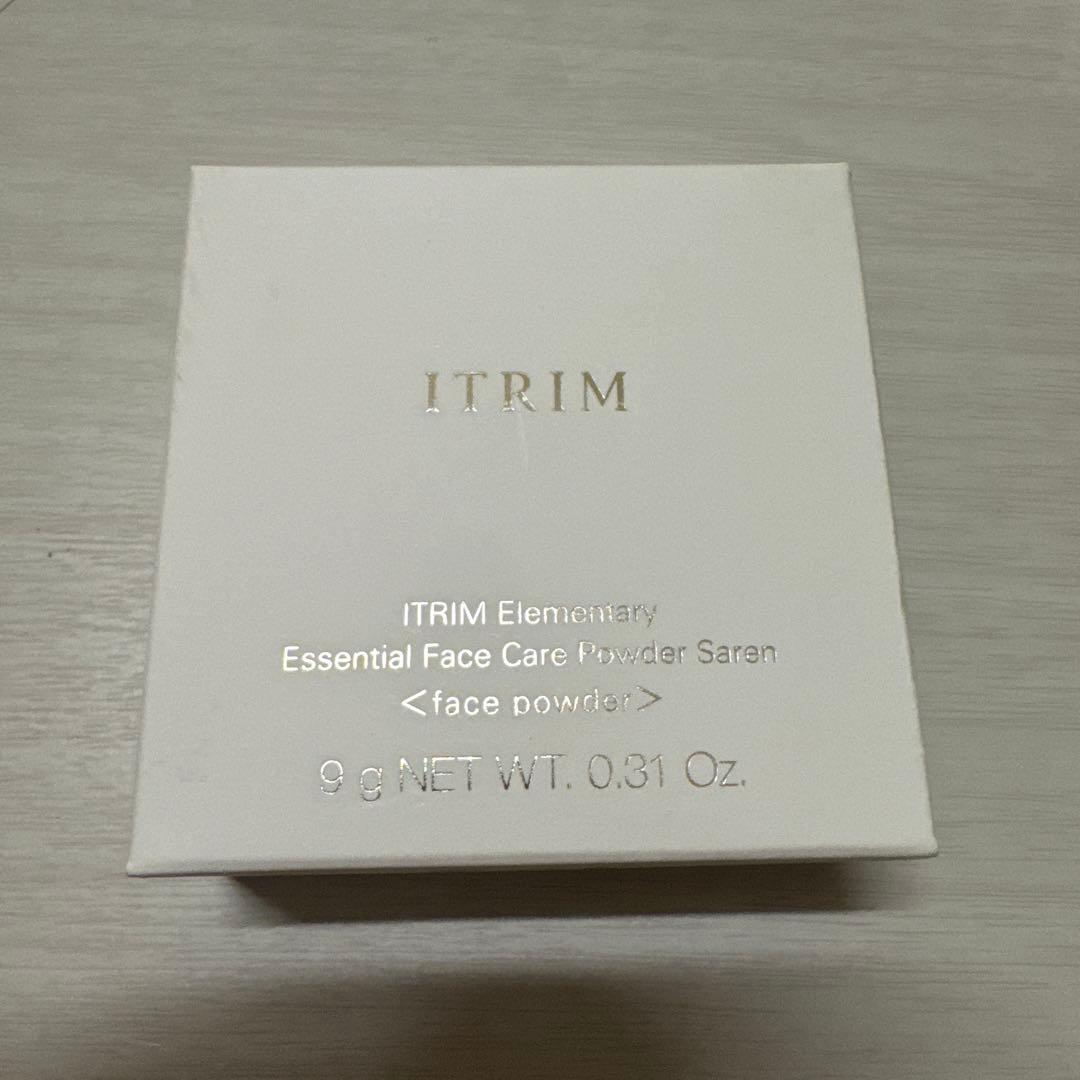 ITRIM
ITRIM Elementary
Essential Face Care Powder Saren
<face powder>
9 g NET WT. 0.31 Oz.